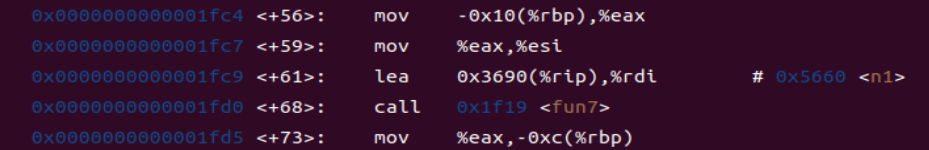 0x0000000000001fc4 <+56>: mov -0x10(%rbp),%eax
0x0000000000001fc7 <+59>: mov %eax,%esi
0x0000000000001fc9 <+61>: lea 0x3690(%rip),%rdi # 0x5660 <n1>
0x0000000000001fd0 <+68>: call 0x1f19 <fun7>
0x0000000000001fd5 <+73>: mov %eax,-0xc(%rbp)